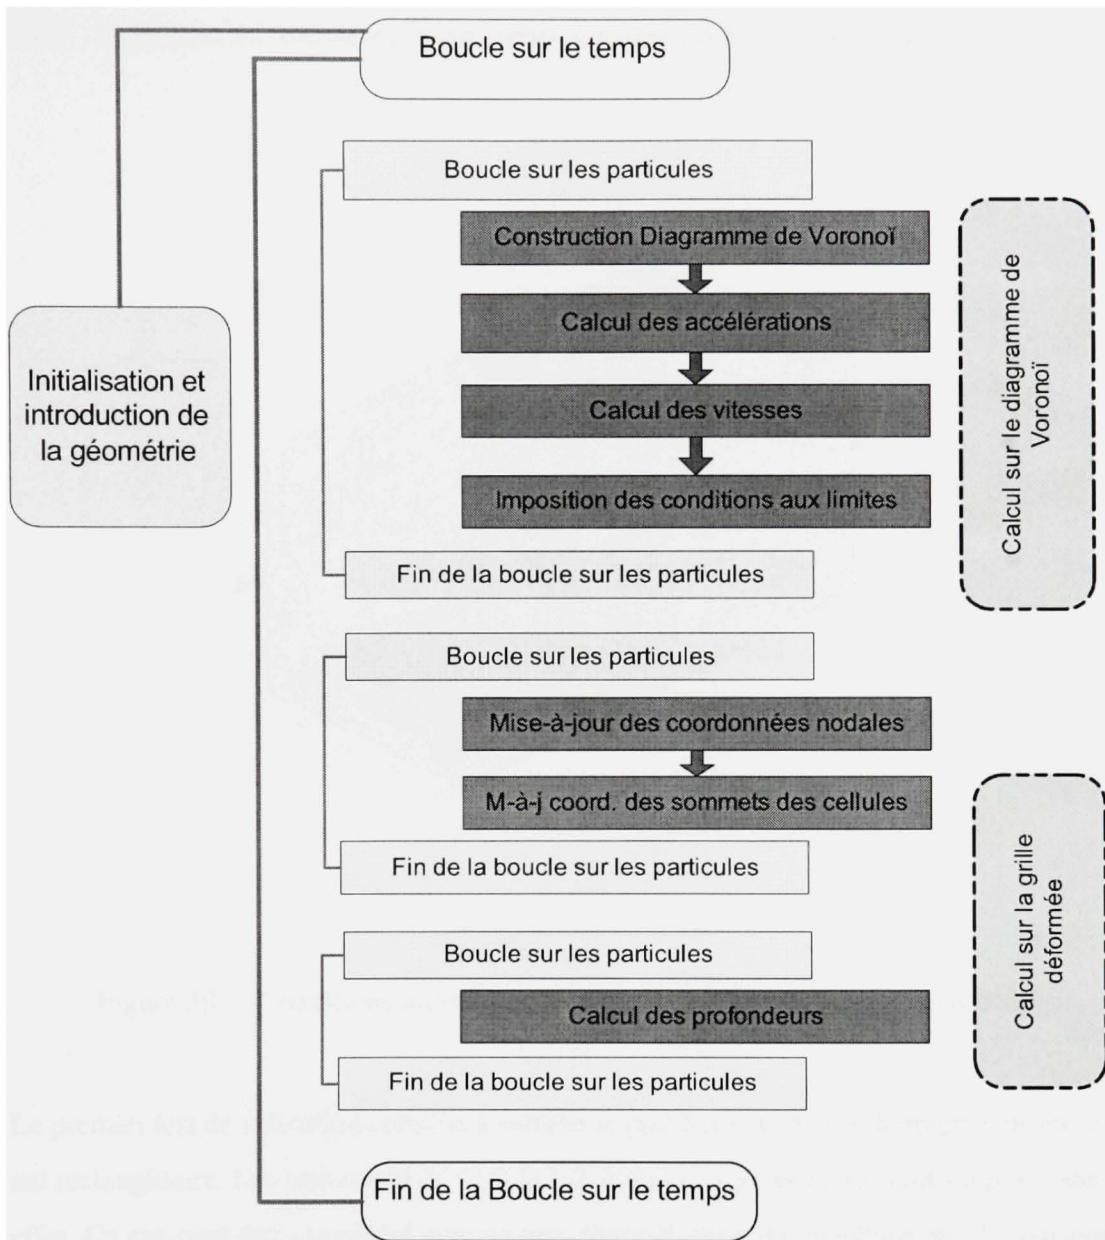 Boucle sur le temps
Boucle sur les particules
Construction Diagramme de Voronoï
Calcul des accélérations
Calcul des vitesses
Imposition des conditions aux limites
Fin de la boucle sur les particules
Calcul sur le diagramme de
Voronoï
Initialisation et
introduction de
la géométrie
Boucle sur les particules
Mise-à-jour des coordonnées nodales
M-à-j coord. des sommets des cellules
Fin de la boucle sur les particules
Boucle sur les particules
Calcul des profondeurs
Fin de la boucle sur les particules
Calcul sur la grille
déformée
Fin de la Boucle sur le temps